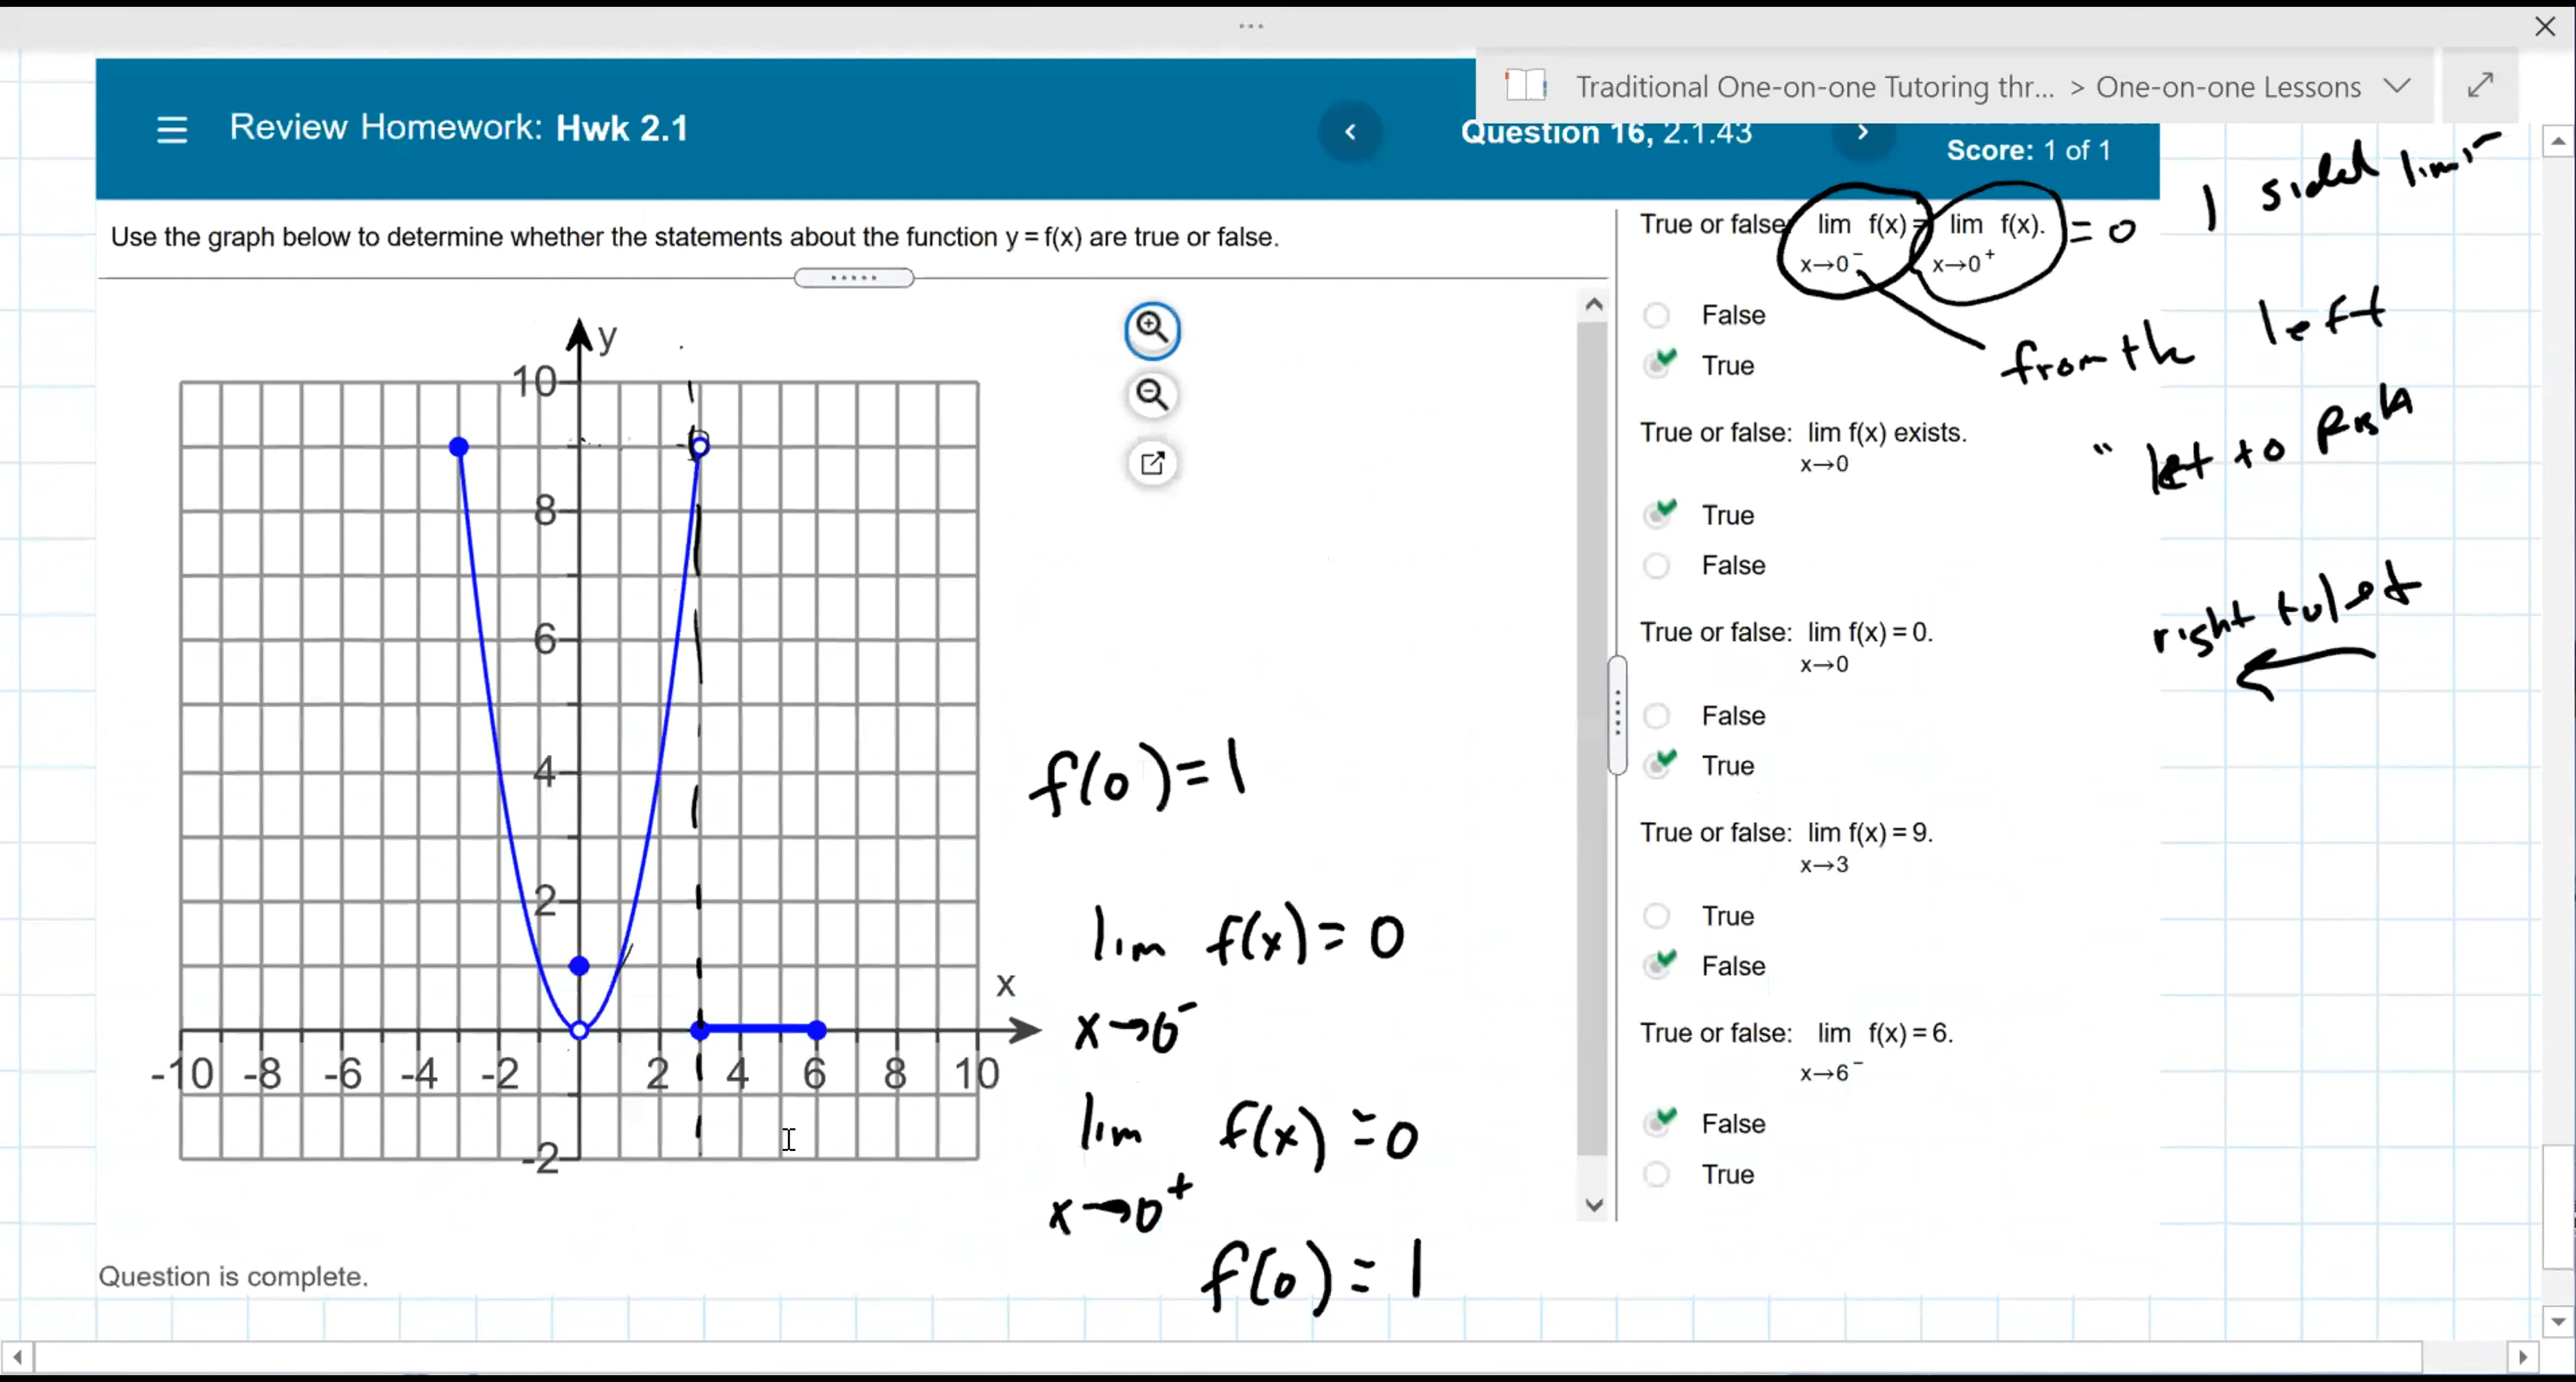 ...
Traditional One-on-one Tutoring thr... > One-on-one Lessons
Review Homework: Hwk 2.1
Question 16, 2.1.43
Score: 1 of 1
Use the graph below to determine whether the statements about the function y = f(x) are true or false.
y
10
8
6
4
2
x
-10 -8 -6 -4 -2 2 4 6 8 10
-2
f(0) = 1
lim f(x) = 0
x→0⁻
lim f(x) = 0
x→0⁺
f(0) = 1
Question is complete.
True or false: lim f(x) = lim f(x). = 0
x→0⁻ x→0⁺
False
True
True or false: lim f(x) exists.
x→0
True
False
True or false: lim f(x) = 0.
x→0
False
True
True or false: lim f(x) = 9.
x→3
True
False
True or false: lim f(x) = 6.
x→6⁻
False
True
1 sided limit
from the left
" left to Right
right to left